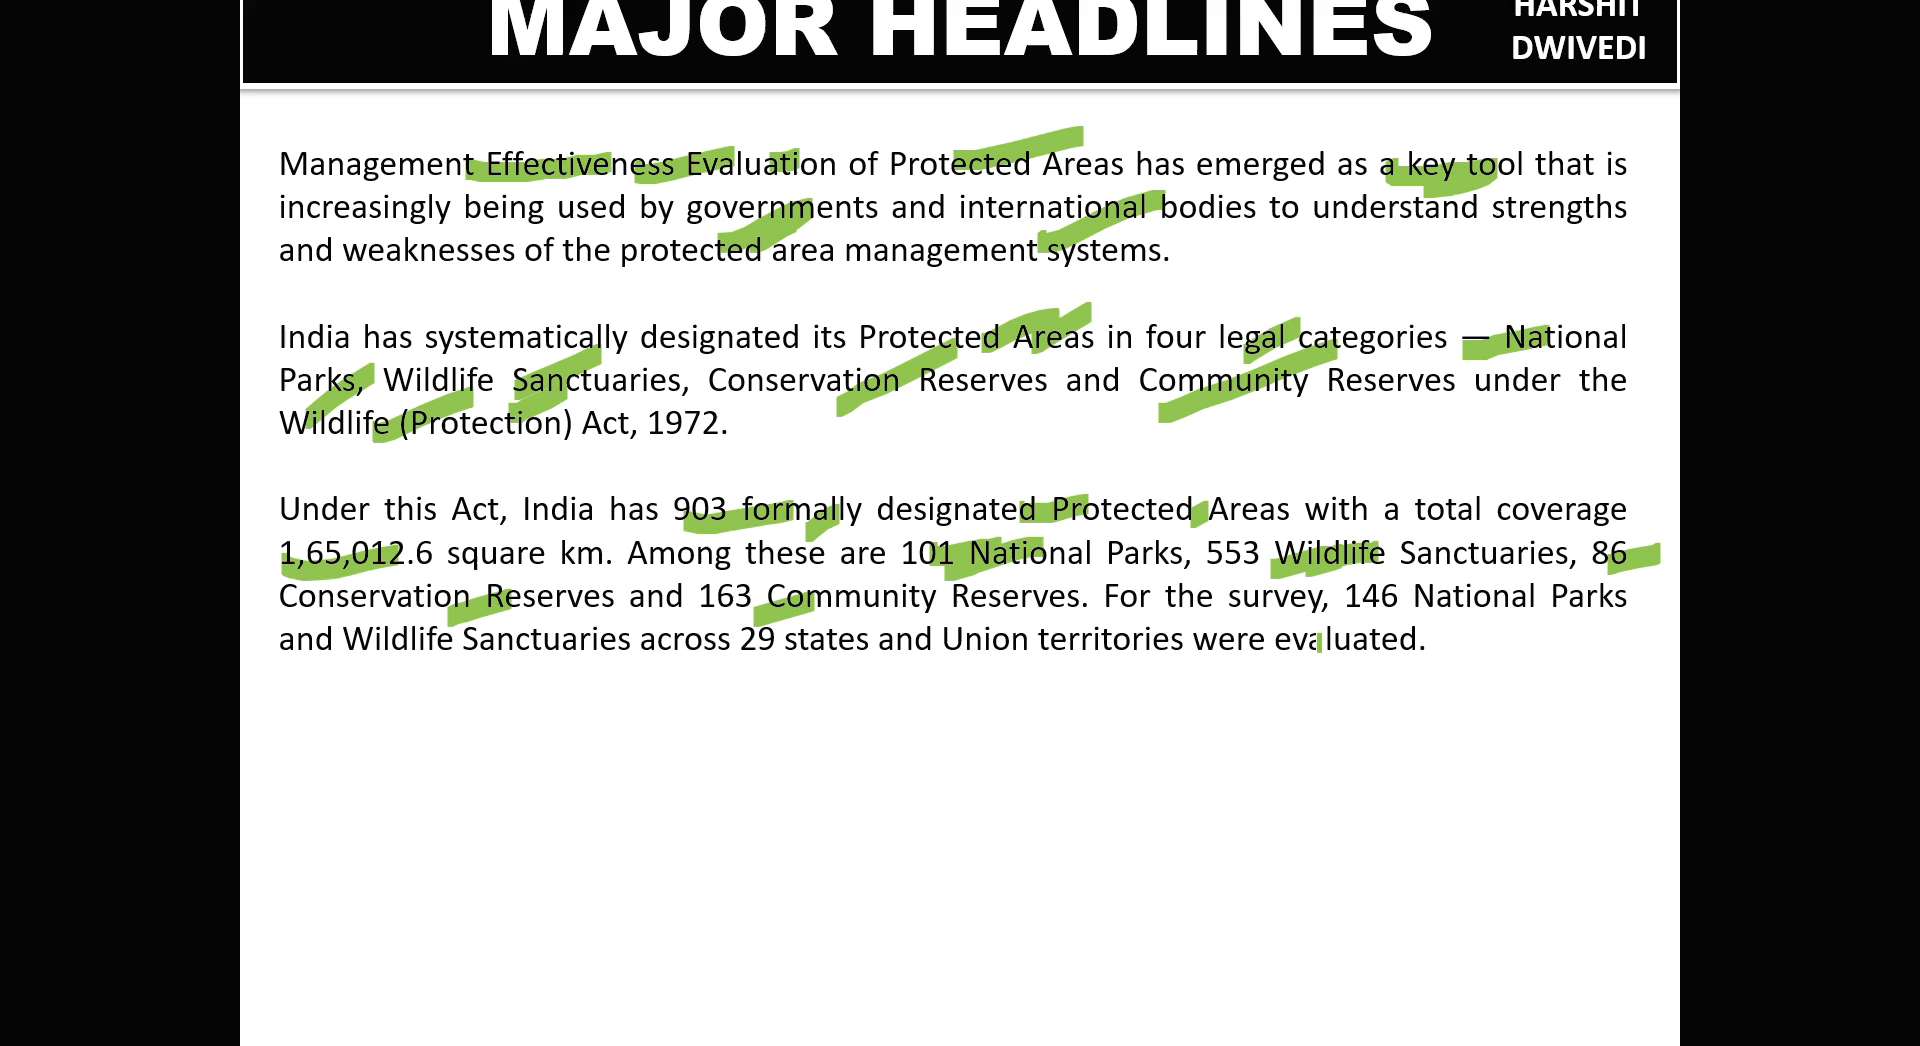 MAJOR HEADLINES
HARSHIT
DWIVEDI
Management Effectiveness Evaluation of Protected Areas has emerged as a key tool that is
increasingly being used by governments and international bodies to understand strengths
and weaknesses of the protected area management systems.
India has systematically designated its Protected Areas in four legal categories — National
Parks, Wildlife Sanctuaries, Conservation Reserves and Community Reserves under the
Wildlife (Protection) Act, 1972.
Under this Act, India has 903 formally designated Protected Areas with a total coverage
1,65,012.6 square km. Among these are 101 National Parks, 553 Wildlife Sanctuaries, 86
Conservation Reserves and 163 Community Reserves. For the survey, 146 National Parks
and Wildlife Sanctuaries across 29 states and Union territories were evaluated.